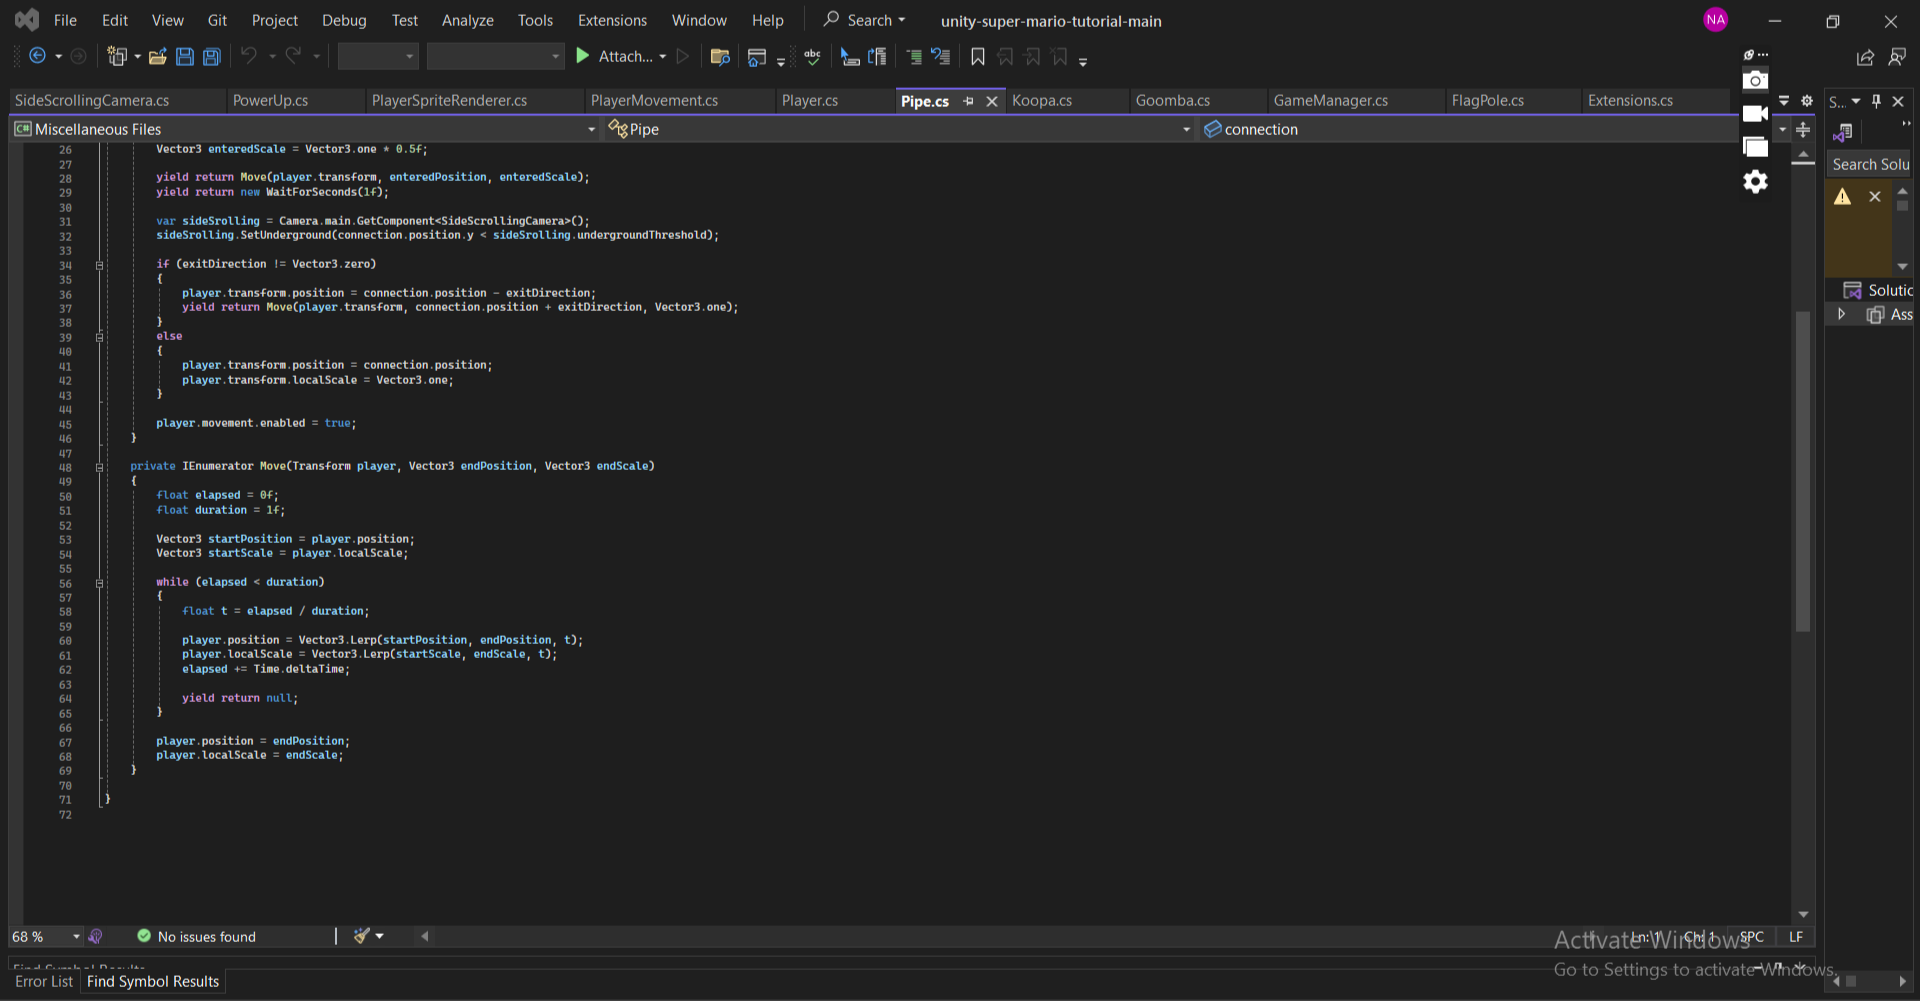 File Edit View Git Project Debug Test Analyze Tools Extensions Window Help Search unity-super-mario-tutorial-main NA
Attach...
abc
SideScrollingCamera.cs PowerUp.cs PlayerSpriteRenderer.cs PlayerMovement.cs Player.cs Pipe.cs Koopa.cs Goomba.cs GameManager.cs FlagPole.cs Extensions.cs S...
C# Miscellaneous Files Pipe connection
Search Solu
Solutic
Ass
26 Vector3 enteredScale = Vector3.one * 0.5f;
27
28 yield return Move(player.transform, enteredPosition, enteredScale);
29 yield return new WaitForSeconds(1f);
30
31 var sideSrolling = Camera.main.GetComponent<SideScrollingCamera>();
32 sideSrolling.SetUnderground(connection.position.y < sideSrolling.undergroundThreshold);
33
34 if (exitDirection != Vector3.zero)
35 {
36 player.transform.position = connection.position - exitDirection;
37 yield return Move(player.transform, connection.position + exitDirection, Vector3.one);
38 }
39 else
40 {
41 player.transform.position = connection.position;
42 player.transform.localScale = Vector3.one;
43 }
44
45 player.movement.enabled = true;
46 }
47
48 private IEnumerator Move(Transform player, Vector3 endPosition, Vector3 endScale)
49 {
50 float elapsed = 0f;
51 float duration = 1f;
52
53 Vector3 startPosition = player.position;
54 Vector3 startScale = player.localScale;
55
56 while (elapsed < duration)
57 {
58 float t = elapsed / duration;
59
60 player.position = Vector3.Lerp(startPosition, endPosition, t);
61 player.localScale = Vector3.Lerp(startScale, endScale, t);
62 elapsed += Time.deltaTime;
63
64 yield return null;
65 }
66
67 player.position = endPosition;
68 player.localScale = endScale;
69 }
70
71 }
72
68 % No issues found Ln: 1 Ch: 1 SPC LF
Activate Windows
Go to Settings to activate Windows.
Find Symbol Results
Error List Find Symbol Results